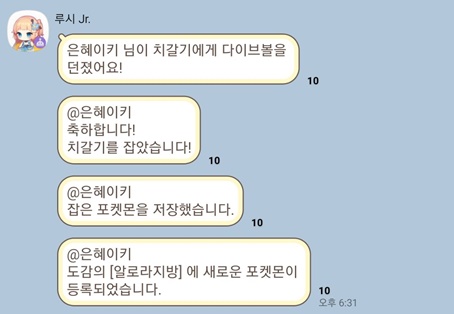 루시 Jr.
은혜이키 님이 치갈기에게 다이브볼을
던졌어요!
10
@은혜이키
축하합니다!
치갈기를 잡았습니다!
10
@은혜이키
잡은 포켓몬을 저장했습니다.
10
@은혜이키
도감의 [알로라지방] 에 새로운 포켓몬이
등록되었습니다.
10
오후 6:31